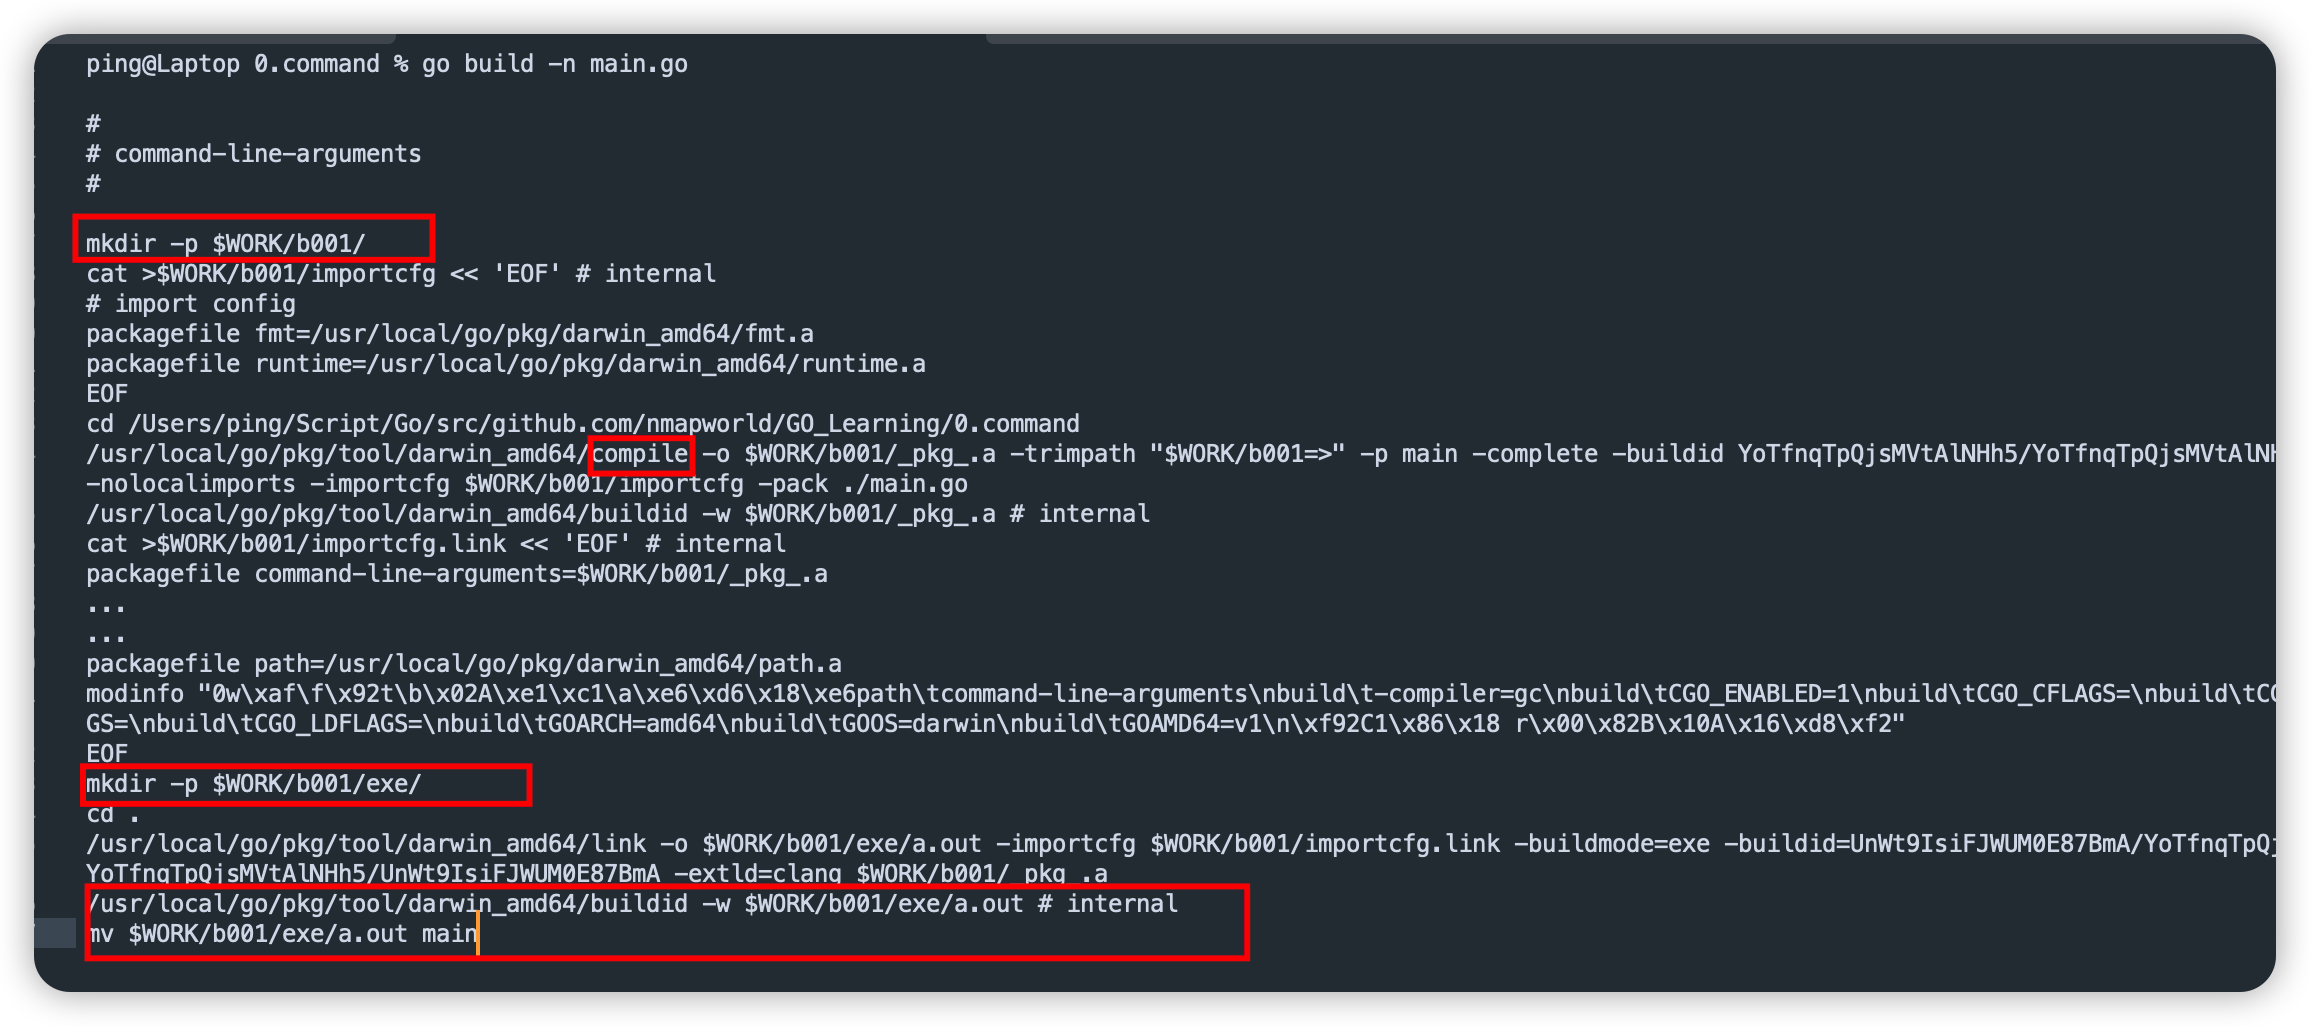 ping@Laptop 0.command % go build -n main.go
#
# command-line-arguments
#
mkdir -p $WORK/b001/
cat >$WORK/b001/importcfg << 'EOF' # internal
# import config
packagefile fmt=/usr/local/go/pkg/darwin_amd64/fmt.a
packagefile runtime=/usr/local/go/pkg/darwin_amd64/runtime.a
EOF
cd /Users/ping/Script/Go/src/github.com/nmapworld/GO_Learning/0.command
/usr/local/go/pkg/tool/darwin_amd64/compile -o $WORK/b001/_pkg_.a -trimpath "$WORK/b001=>" -p main -complete -buildid YoTfnqTpQjsMVtAlNHh5/YoTfnqTpQjsMVtAlNH
-nolocalimports -importcfg $WORK/b001/importcfg -pack ./main.go
/usr/local/go/pkg/tool/darwin_amd64/buildid -w $WORK/b001/_pkg_.a # internal
cat >$WORK/b001/importcfg.link << 'EOF' # internal
packagefile command-line-arguments=$WORK/b001/_pkg_.a
...
...
packagefile path=/usr/local/go/pkg/darwin_amd64/path.a
modinfo "0w\xaf\f\x92t\b\x02A\xe1\xc1\a\xe6\xd6\x18\xe6path\tcommand-line-arguments\nbuild\t-compiler=gc\nbuild\tCGO_ENABLED=1\nbuild\tCGO_CFLAGS=\nbuild\tCG
GS=\nbuild\tCGO_LDFLAGS=\nbuild\tGOARCH=amd64\nbuild\tGOOS=darwin\nbuild\tGOAMD64=v1\n\xf92C1\x86\x18 r\x00\x82B\x10A\x16\xd8\xf2"
EOF
mkdir -p $WORK/b001/exe/
cd .
/usr/local/go/pkg/tool/darwin_amd64/link -o $WORK/b001/exe/a.out -importcfg $WORK/b001/importcfg.link -buildmode=exe -buildid=UnWt9IsiFJWUM0E87BmA/YoTfnqTpQj
YoTfnqTpQjsMVtAlNHh5/UnWt9IsiFJWUM0E87BmA -extld=clang $WORK/b001/_pkg_.a
/usr/local/go/pkg/tool/darwin_amd64/buildid -w $WORK/b001/exe/a.out # internal
mv $WORK/b001/exe/a.out main